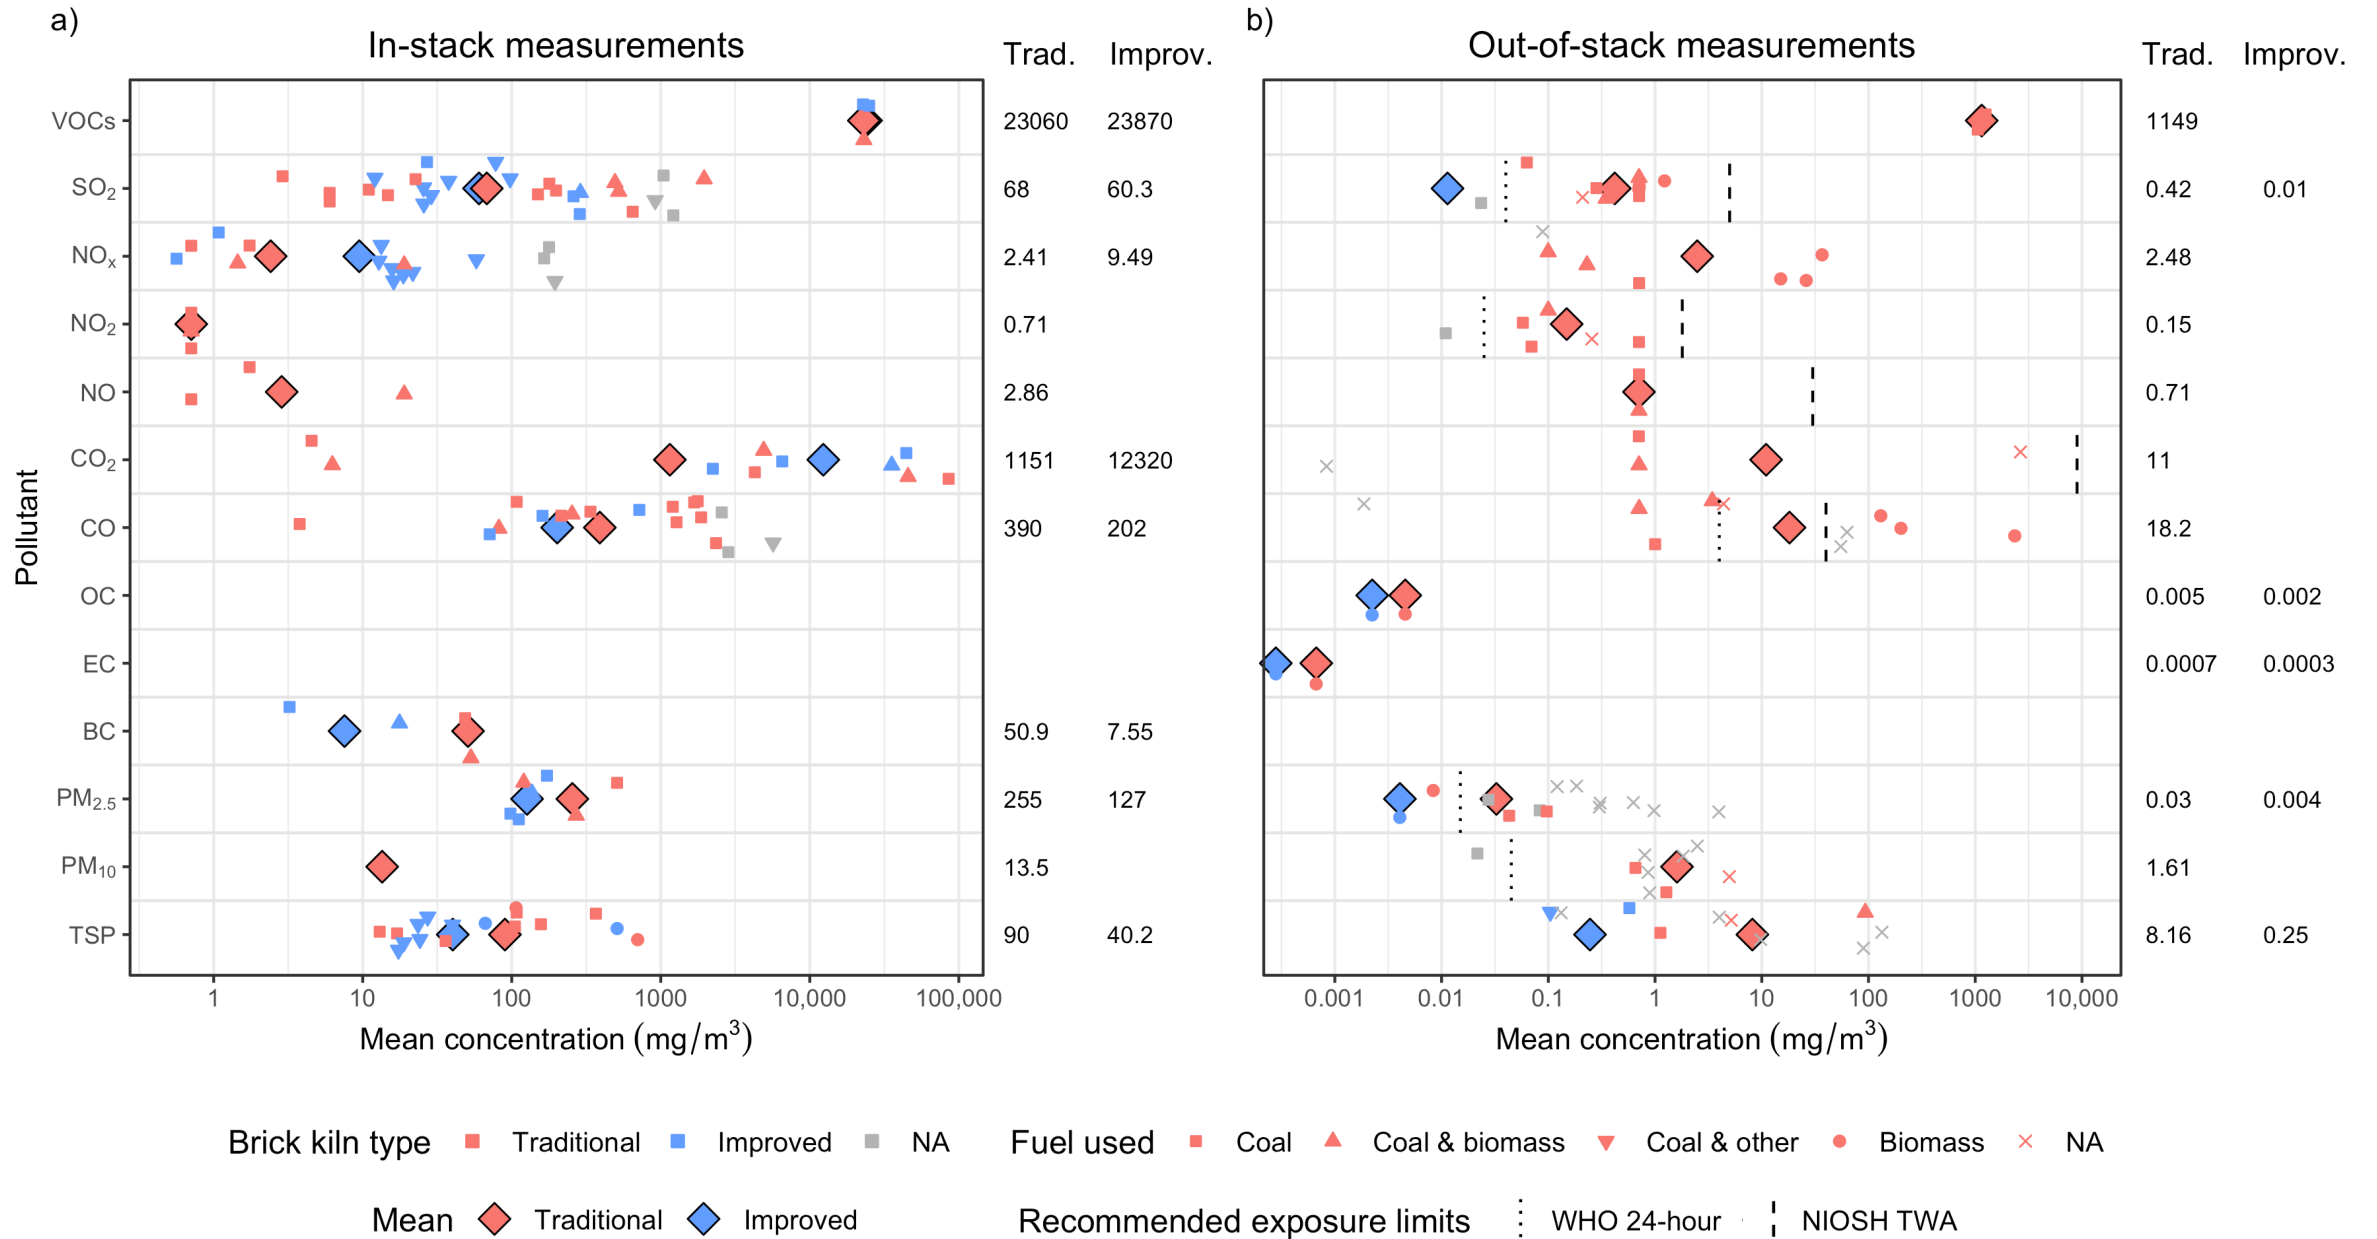 a)
In-stack measurements
Trad. Improv.
VOCs 23060 23870
SO2 68 60.3
NOx 2.41 9.49
NO2 0.71
NO 2.86
CO2 1151 12320
CO 390 202
OC
EC
BC 50.9 7.55
PM2.5 255 127
PM10 13.5
TSP 90 40.2
Pollutant
1 10 100 1000 10,000 100,000
Mean concentration (mg/m3)
b)
Out-of-stack measurements
Trad. Improv.
1149
0.42 0.01
2.48
0.15
0.71
11
18.2
0.005 0.002
0.0007 0.0003
0.03 0.004
1.61
8.16 0.25
0.001 0.01 0.1 1 10 100 1000 10,000
Mean concentration (mg/m3)
Brick kiln type Traditional Improved NA
Fuel used Coal Coal & biomass Coal & other Biomass NA
Mean Traditional Improved
Recommended exposure limits WHO 24-hour NIOSH TWA